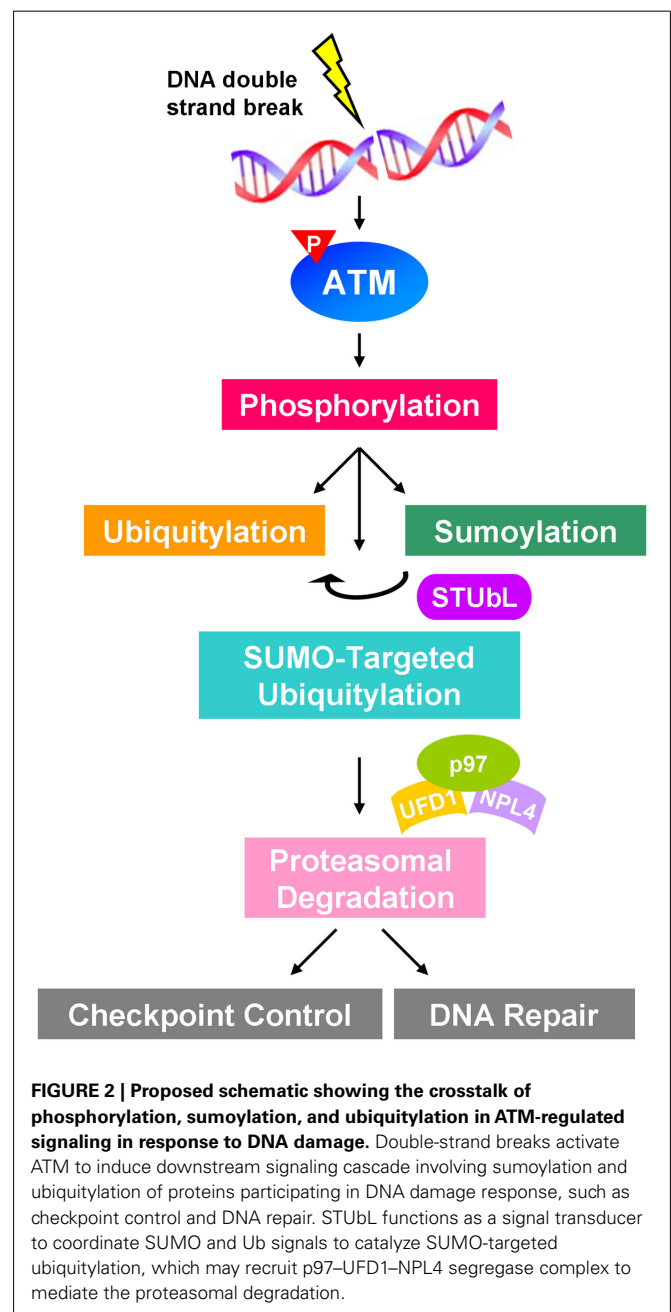 DNA double
strand break
P
ATM
Phosphorylation
Ubiquitylation
Sumoylation
STUbL
SUMO-Targeted
Ubiquitylation
p97
UFD1
NPL4
Proteasomal
Degradation
Checkpoint Control
DNA Repair
FIGURE 2 | Proposed schematic showing the crosstalk of
phosphorylation, sumoylation, and ubiquitylation in ATM-regulated
signaling in response to DNA damage. Double-strand breaks activate
ATM to induce downstream signaling cascade involving sumoylation and
ubiquitylation of proteins participating in DNA damage response, such as
checkpoint control and DNA repair. STUbL functions as a signal transducer
to coordinate SUMO and Ub signals to catalyze SUMO-targeted
ubiquitylation, which may recruit p97–UFD1–NPL4 segregase complex to
mediate the proteasomal degradation.